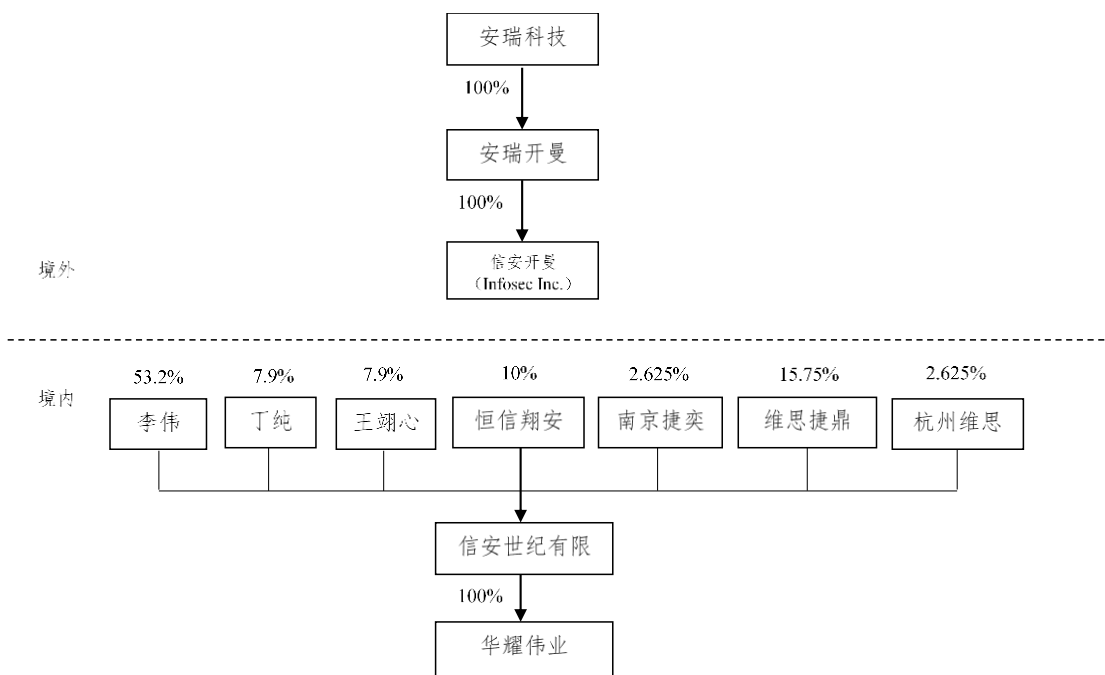 安瑞科技
100%
安瑞开曼
100%
信安开曼
（Infosec Inc.）
境外
境内
53.2%
7.9%
7.9%
10%
2.625%
15.75%
2.625%
李伟
丁纯
王翊心
恒信翔安
南京捷奕
维思捷鼎
杭州维思
信安世纪有限
100%
华耀伟业